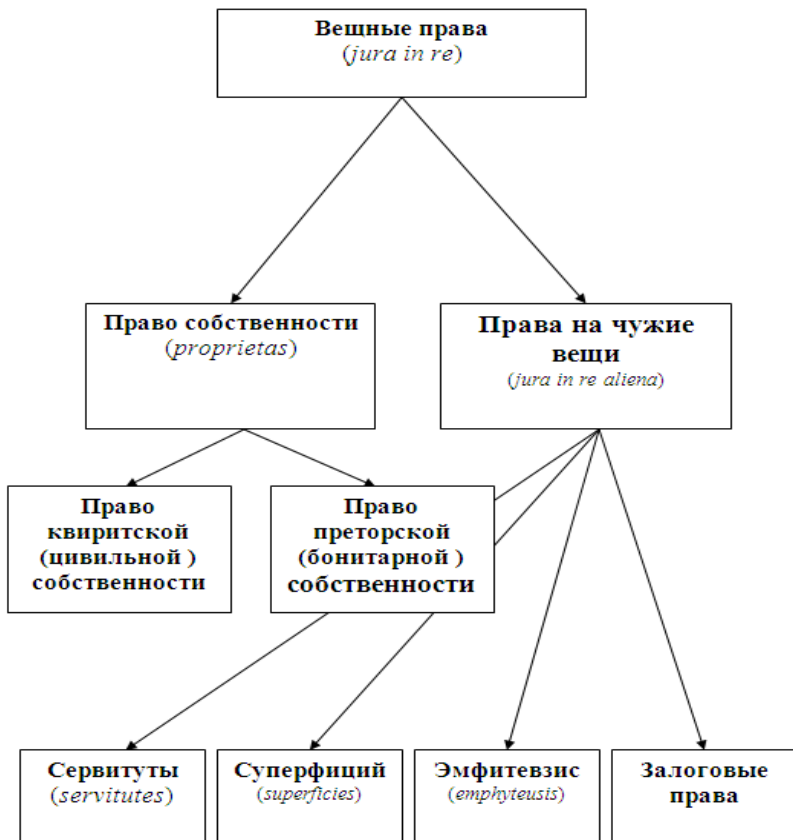 Вещные права
(jura in re)
Право собственности
(proprietas)
Права на чужие
вещи
(jura in re aliena)
Право
квиритской
(цивильной )
собственности
Право
преторской
(бонитарной )
собственности
Сервитуты
(servitutes)
Суперфиций
(superficies)
Эмфитевзис
(emphyteusis)
Залоговые
права